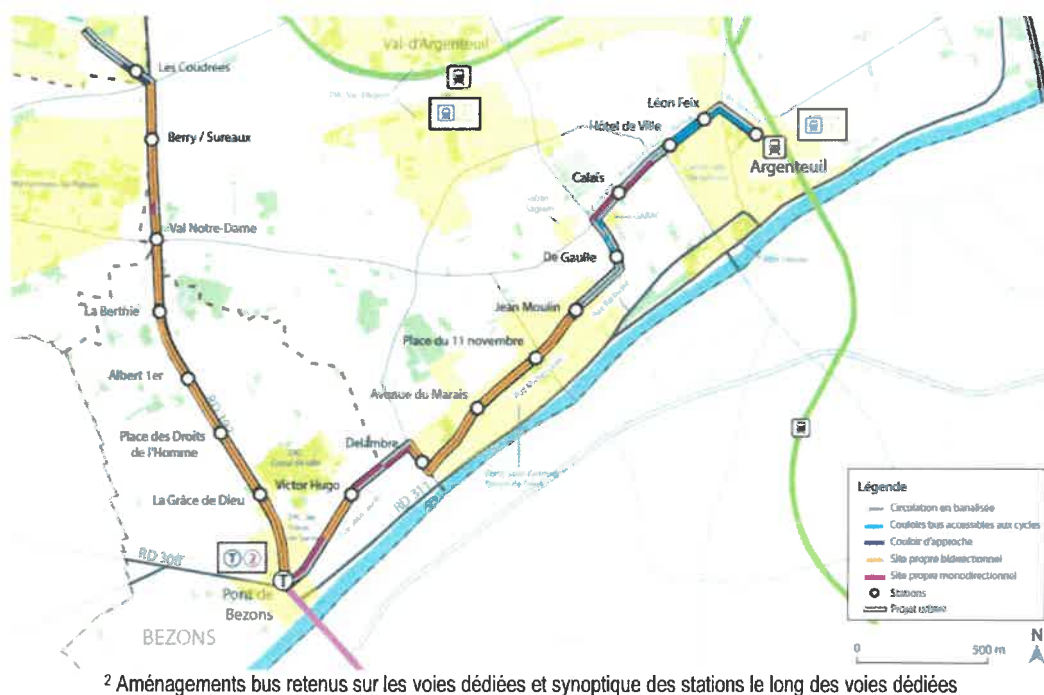 Val-d'Argenteuil
Les Coudrées
Léon Feix
Hôtel de Ville
Berry / Sureaux
Argenteuil
Calais
Val Notre-Dame
De Gaulle
La Berthie
Jean Moulin
Place du 11 novembre
Albert 1er
Avenue du Marais
Place des Droits
de l'Homme
Delambre
Victor Hugo
La Grâce de Dieu
RD 311
RD 308
T 2
T
Pont de
Bezons
BEZONS
Légende
Circulation en banalisée
Couloirs bus accessibles aux cycles
Couloir d'approche
Site propre bidirectionnel
Site propre monodirectionnel
Stations
Projet urbain
N
0 500 m
² Aménagements bus retenus sur les voies dédiées et synoptique des stations le long des voies dédiées